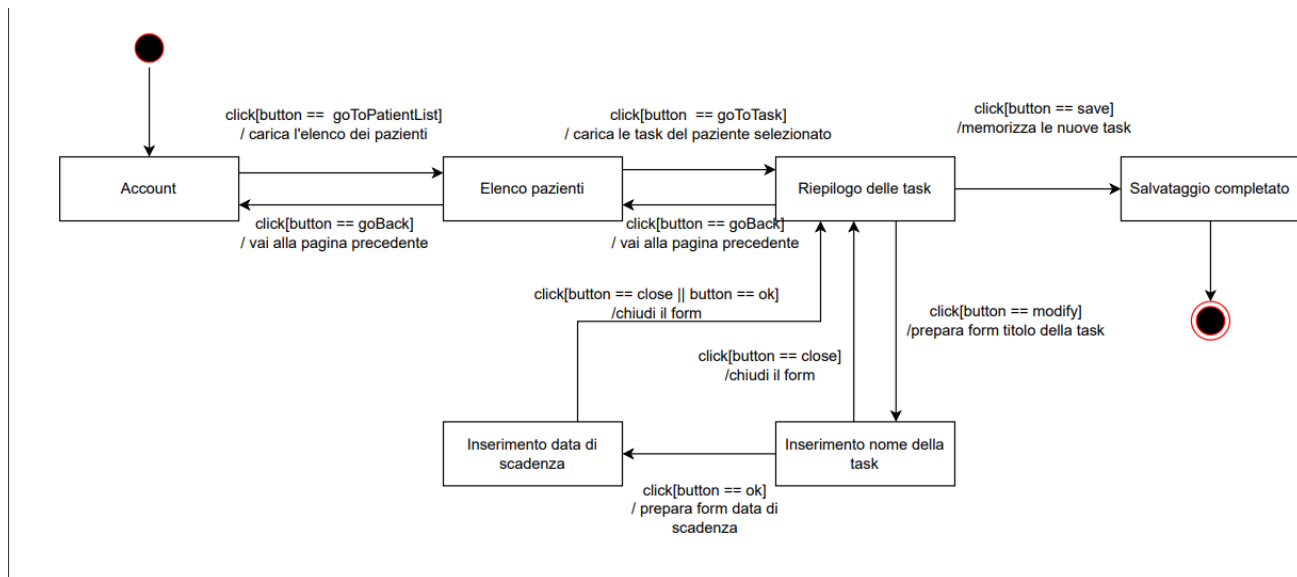 click[button == goToPatientList]
/ carica l'elenco dei pazienti
click[button == goToTask]
/ carica le task del paziente selezionato
click[button == save]
/memorizza le nuove task
Account
Elenco pazienti
Riepilogo delle task
Salvataggio completato
click[button == goBack]
/ vai alla pagina precedente
click[button == goBack]
/ vai alla pagina precedente
click[button == close || button == ok]
/chiudi il form
click[button == modify]
/prepara form titolo della task
click[button == close]
/chiudi il form
Inserimento data di
scadenza
Inserimento nome della
task
click[button == ok]
/ prepara form data di
scadenza